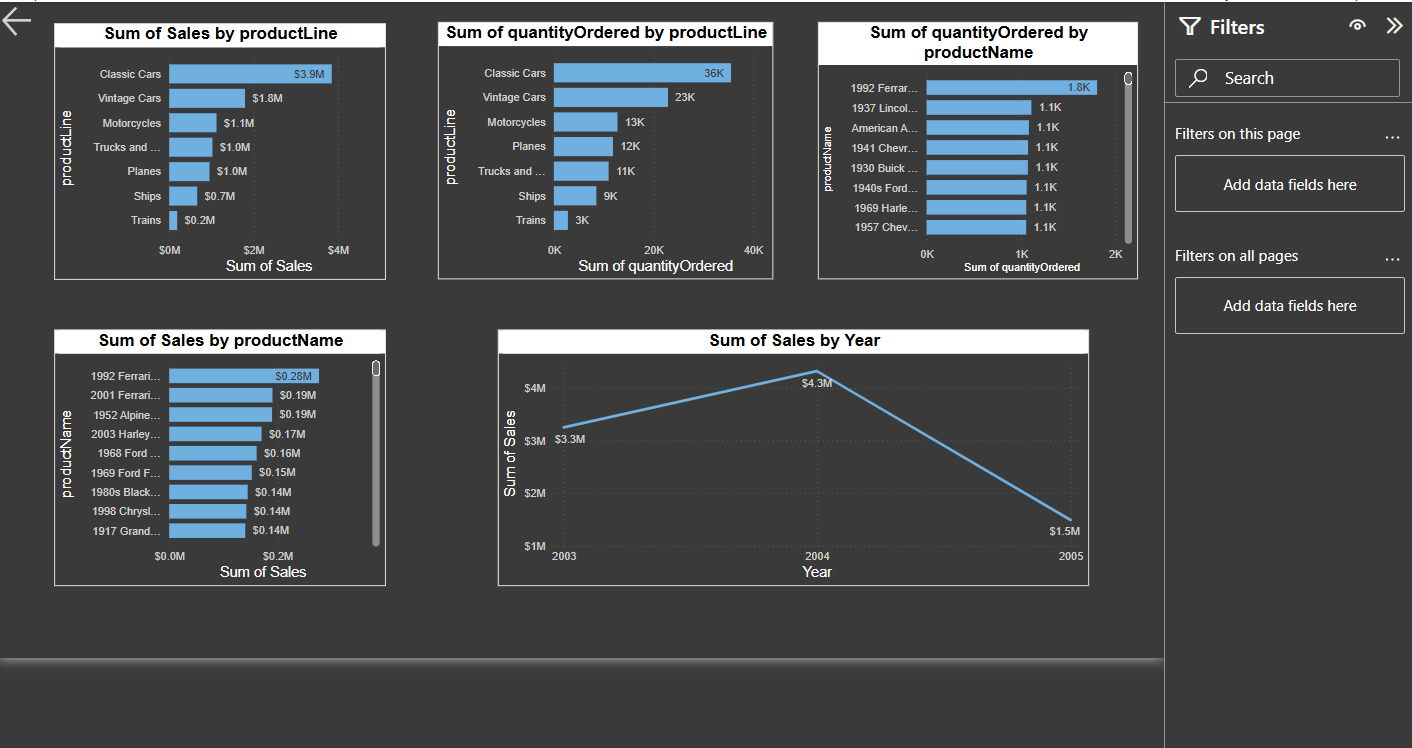 Sum of Sales by productLine
productLine
Classic Cars $3.9M
Vintage Cars $1.8M
Motorcycles $1.1M
Trucks and ... $1.0M
Planes $1.0M
Ships $0.7M
Trains $0.2M
$0M $2M $4M
Sum of Sales
Sum of quantityOrdered by productLine
productLine
Classic Cars 36K
Vintage Cars 23K
Motorcycles 13K
Planes 12K
Trucks and ... 11K
Ships 9K
Trains 3K
0K 20K 40K
Sum of quantityOrdered
Sum of quantityOrdered by
productName
productName
1992 Ferrar... 1.8K
1937 Lincol... 1.1K
American A... 1.1K
1941 Chevr... 1.1K
1930 Buick ... 1.1K
1940s Ford... 1.1K
1969 Harle... 1.1K
1957 Chev... 1.1K
0K 1K 2K
Sum of quantityOrdered
Sum of Sales by productName
productName
1992 Ferrari... $0.28M
2001 Ferrari... $0.19M
1952 Alpine... $0.19M
2003 Harley... $0.17M
1968 Ford ... $0.16M
1969 Ford F... $0.15M
1980s Black... $0.14M
1998 Chrysl... $0.14M
1917 Grand... $0.14M
$0.0M $0.2M
Sum of Sales
Sum of Sales by Year
Sum of Sales
$4M
$3M
$2M
$1M
$3.3M
$4.3M
$1.5M
2003 2004 2005
Year
Filters
Search
Filters on this page ...
Add data fields here
Filters on all pages ...
Add data fields here